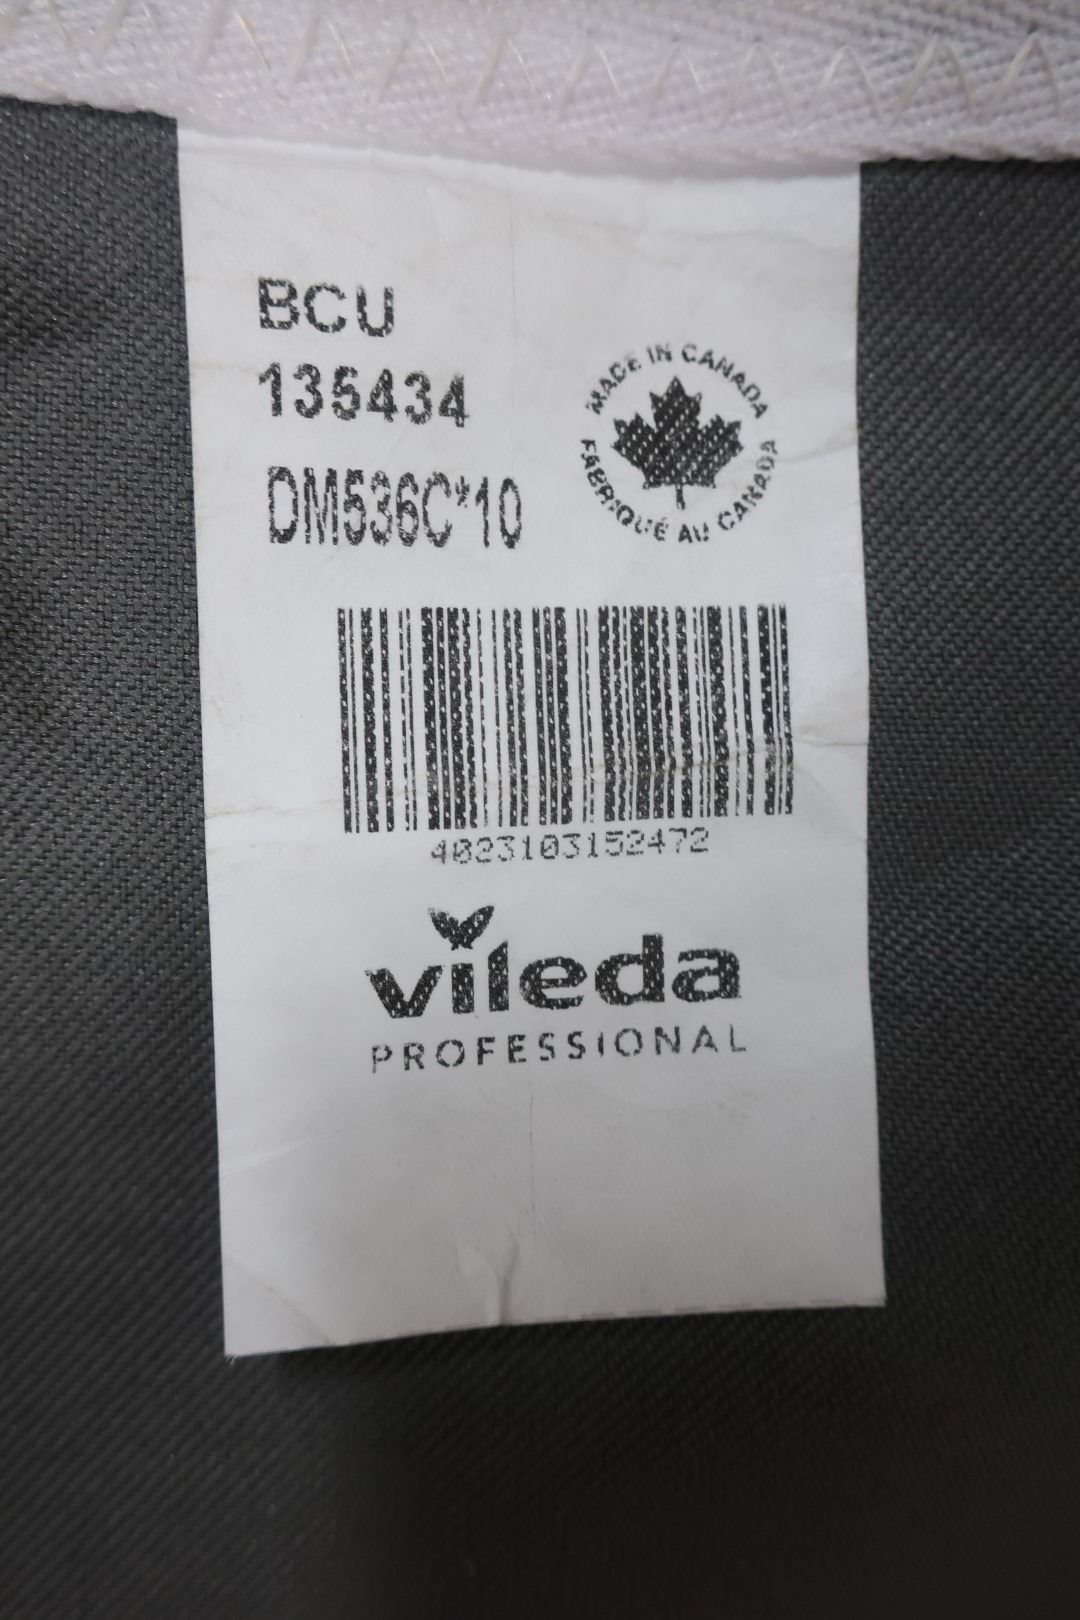 BCU
135434
MADE IN CANADA
FABRIQUÉ AU CANADA
DM536C*10
4023103152472
vileda
PROFESSIONAL